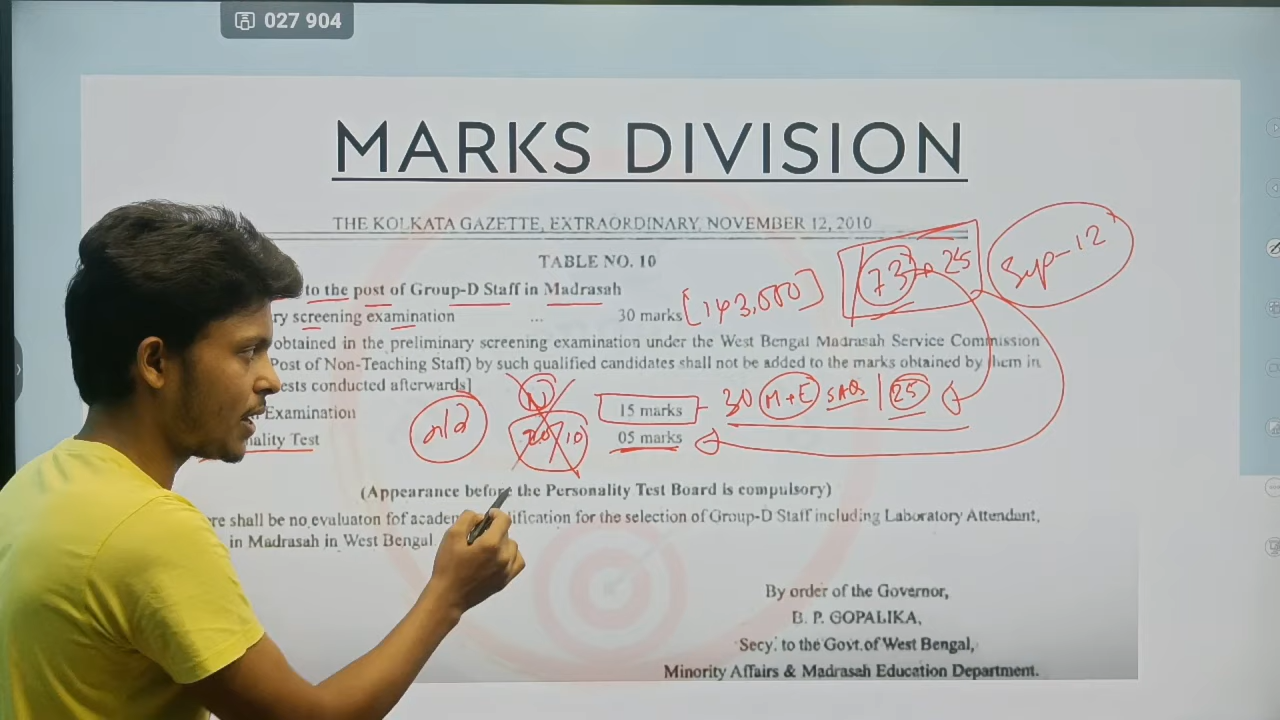 027 904
MARKS DIVISION
THE KOLKATA GAZETTE, EXTRAORDINARY, NOVEMBER 12, 2010
TABLE NO. 10
to the post of Group-D Staff in Madrasah
ry screening examination ... 30 marks [143,000] 73 + 25 Sup-12
obtained in the preliminary screening examination under the West Bengal Madrasah Service Commission
Post of Non-Teaching Staff) by such qualified candidates shall not be added to the marks obtained by them in
ests conducted afterwards]
Examination 15 marks 30 M+E SAQ | 25
ality Test 05 marks
(Appearance before the Personality Test Board is compulsory)
re shall be no evaluaton fof acade lification for the selection of Group-D Staff including Laboratory Attendant,
in Madrasah in West Bengal
By order of the Governor,
B. P. GOPALIKA,
Secy. to the Govt. of West Bengal,
Minority Affairs & Madrasah Education Department.